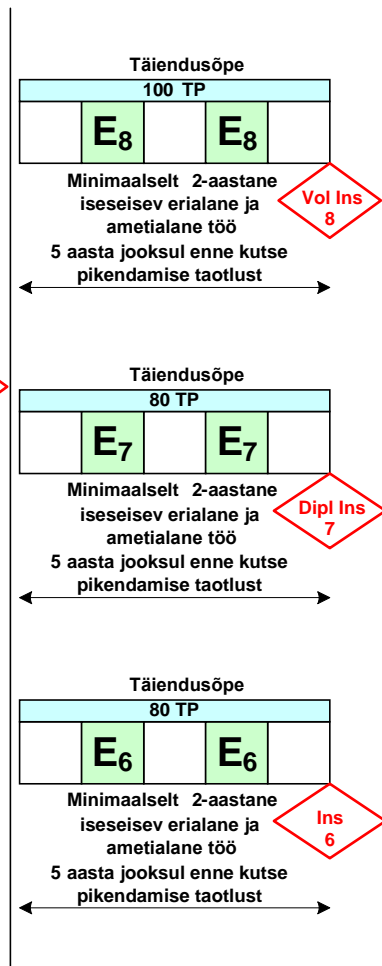 Täiendusõpe
100 TP
E8 E8
Minimaalselt 2-aastane
iseseisev erialane ja
ametialane töö
5 aasta jooksul enne kutse
pikendamise taotlust
Vol Ins
8
Täiendusõpe
80 TP
E7 E7
Minimaalselt 2-aastane
iseseisev erialane ja
ametialane töö
5 aasta jooksul enne kutse
pikendamise taotlust
Dipl Ins
7
Täiendusõpe
80 TP
E6 E6
Minimaalselt 2-aastane
iseseisev erialane ja
ametialane töö
5 aasta jooksul enne kutse
pikendamise taotlust
Ins
6